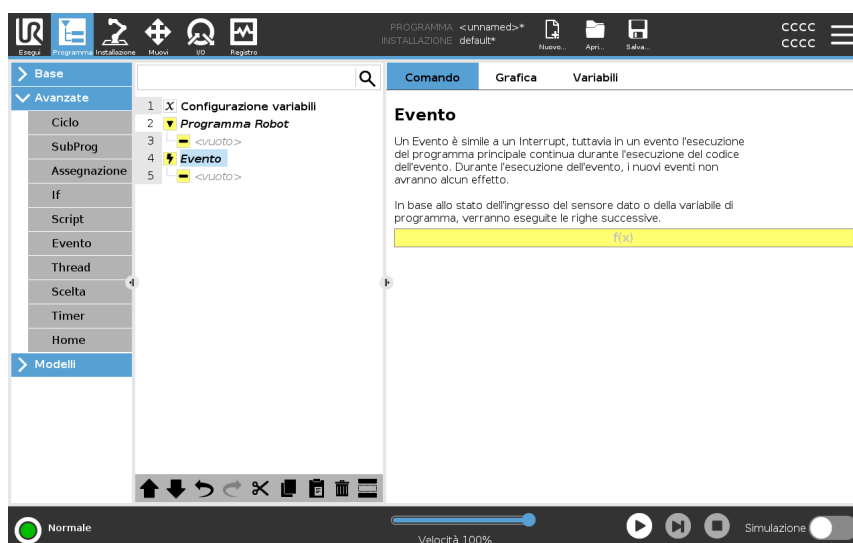 PROGRAMMA <unnamed>*
INSTALLAZIONE default*
CCCC
CCCC
UR
Esegui Programma Installazione Muovi I/O Registro
Nuovo... Apri... Salva...
Base
Avanzate
Ciclo
SubProg
Assegnazione
If
Script
Evento
Thread
Scelta
Timer
Home
Modelli
1 X Configurazione variabili
2 Programma Robot
3 <vuoto>
4 Evento
5 <vuoto>
Comando Grafica Variabili
Evento
Un Evento è simile a un Interrupt, tuttavia in un evento l'esecuzione
del programma principale continua durante l'esecuzione del codice
dell'evento. Durante l'esecuzione dell'evento, i nuovi eventi non
avranno alcun effetto.
In base allo stato dell'ingresso del sensore dato o della variabile di
programma, verranno eseguite le righe successive.
f(x)
Normale
Velocità 100%
Simulazione